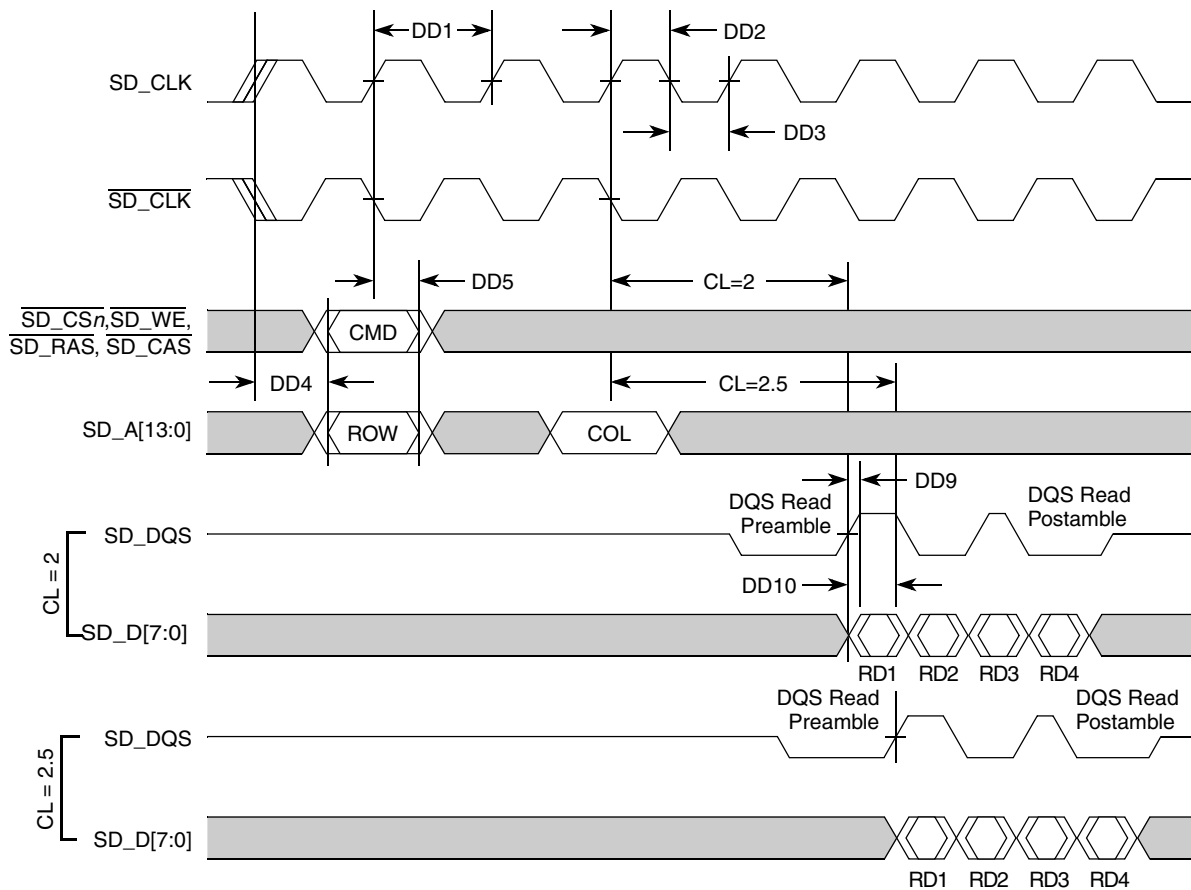 DD1
DD2
SD_CLK
DD3
SD_CLK
DD5
CL=2
SD_CSn,SD_WE,
SD_RAS, SD_CAS
CMD
DD4
CL=2.5
SD_A[13:0]
ROW
COL
DD9
DQS Read
Preamble
DQS Read
Postamble
SD_DQS
CL = 2
DD10
SD_D[7:0]
RD1
RD2
RD3
RD4
DQS Read
Preamble
DQS Read
Postamble
SD_DQS
CL = 2.5
SD_D[7:0]
RD1
RD2
RD3
RD4